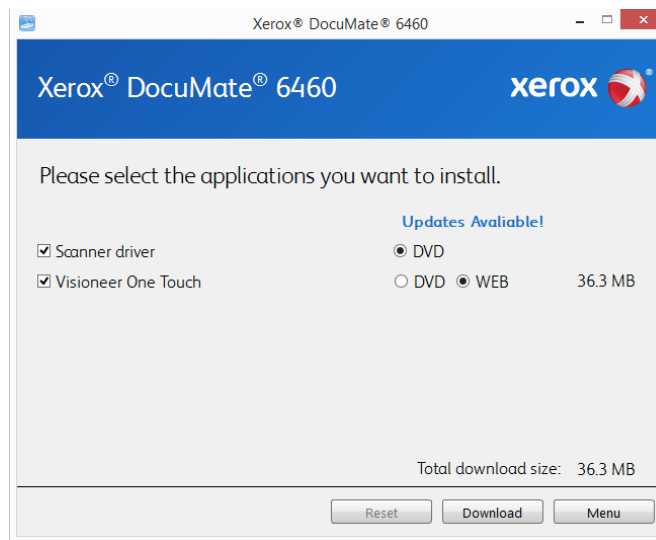 Xerox® DocuMate® 6460
Xerox® DocuMate® 6460 xerox®
Please select the applications you want to install.
Updates Avaliable!
Scanner driver DVD
Visioneer One Touch DVD WEB 36.3 MB
Total download size: 36.3 MB
Reset Download Menu